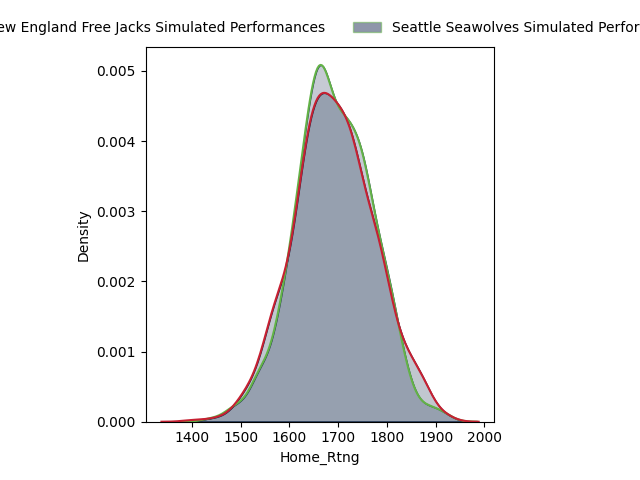 ew England Free Jacks Simulated Performances
Seattle Seawolves Simulated Perfor
0.005
0.004
0.003
0.002
0.001
0.000
Density
1400 1500 1600 1700 1800 1900 2000
Home_Rtng